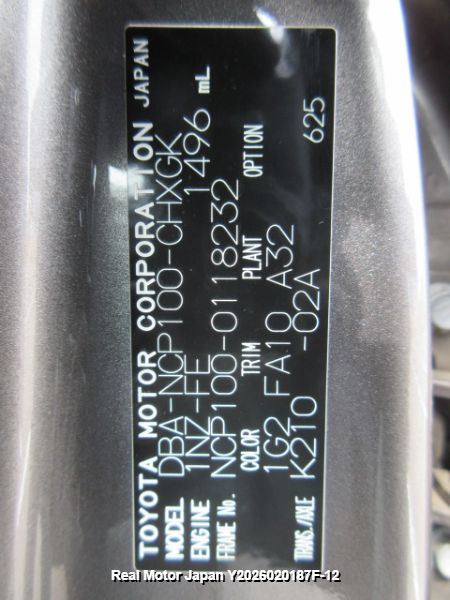 TOYOTA MOTOR CORPORATION JAPAN
MODEL DBA-NCP100-CHXGK
ENGINE 1NZ-FE 1496 mL
FRAME No. NCP100-0118232
COLOR TRIM PLANT OPTION
1G2 FA10 A32
TRANS./AXLE K210 -02A 625
Real Motor Japan Y2026020187F-12